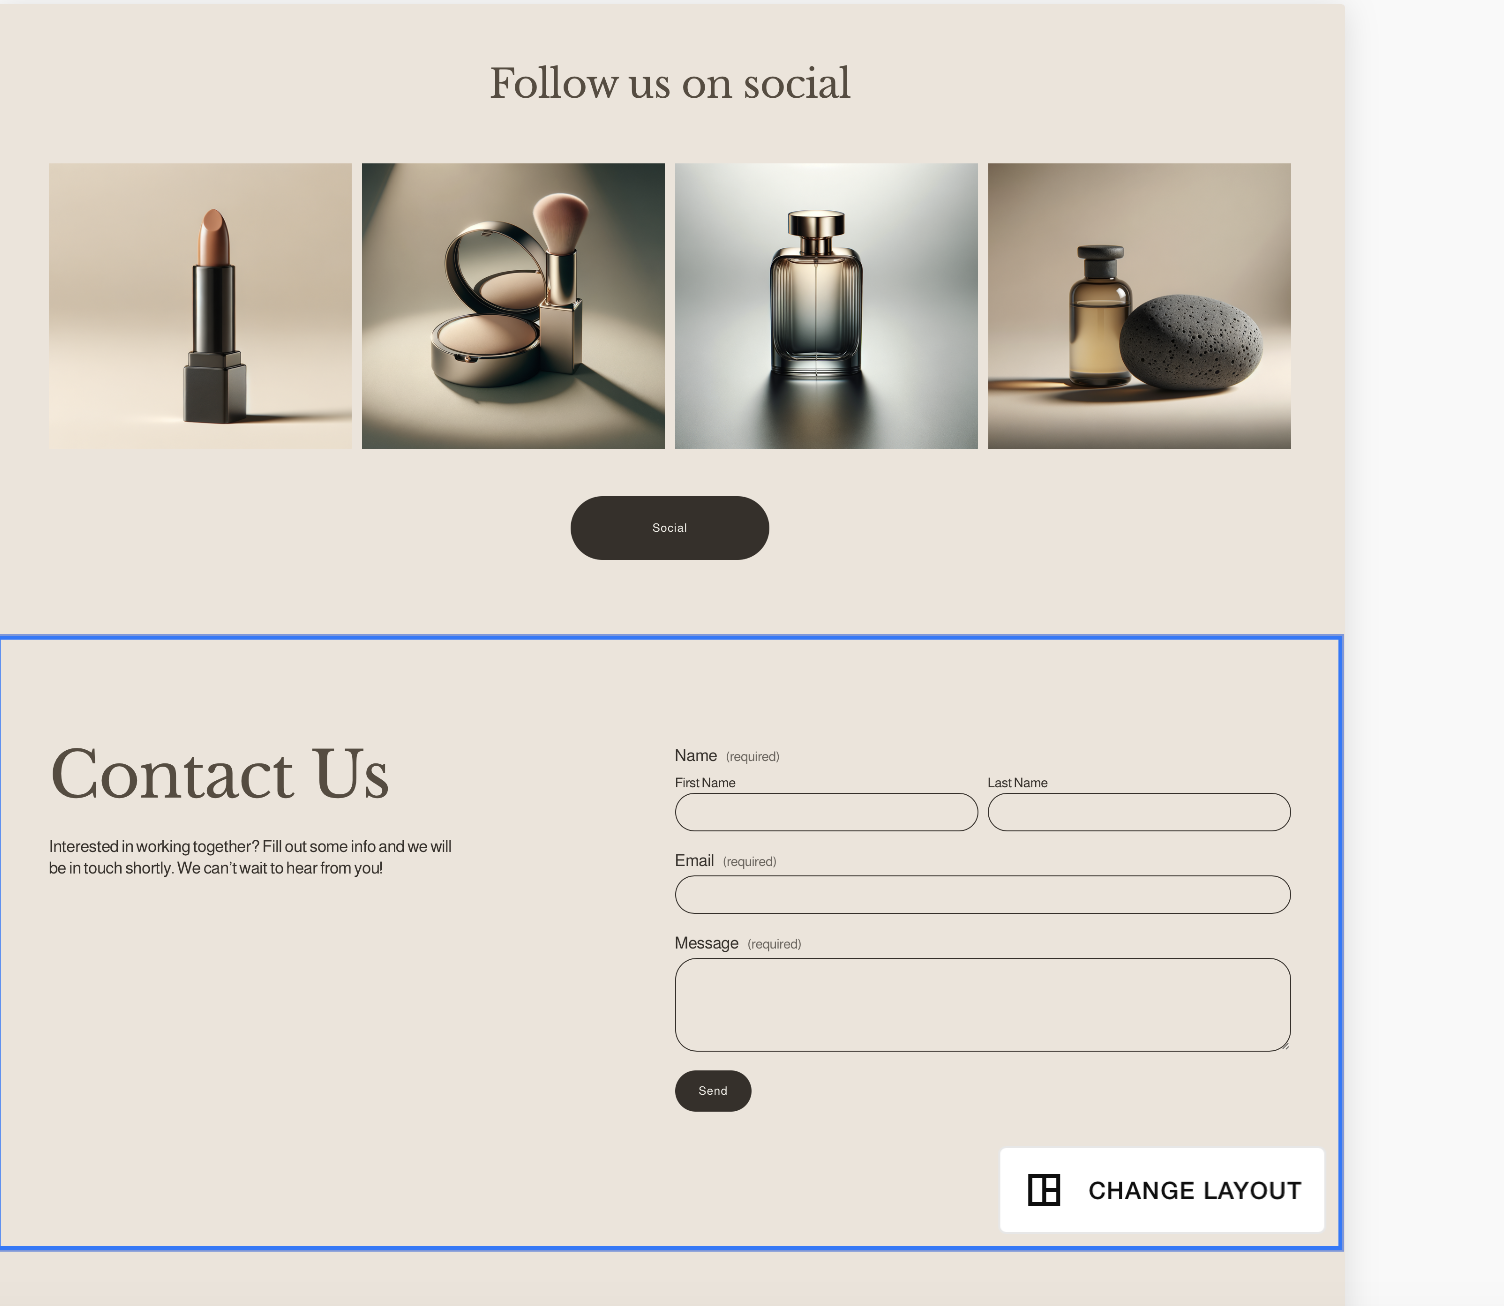 Follow us on social
Social
Contact Us
Interested in working together? Fill out some info and we will
be in touch shortly. We can't wait to hear from you!
Name (required)
First Name
Last Name
Email (required)
Message (required)
Send
CHANGE LAYOUT